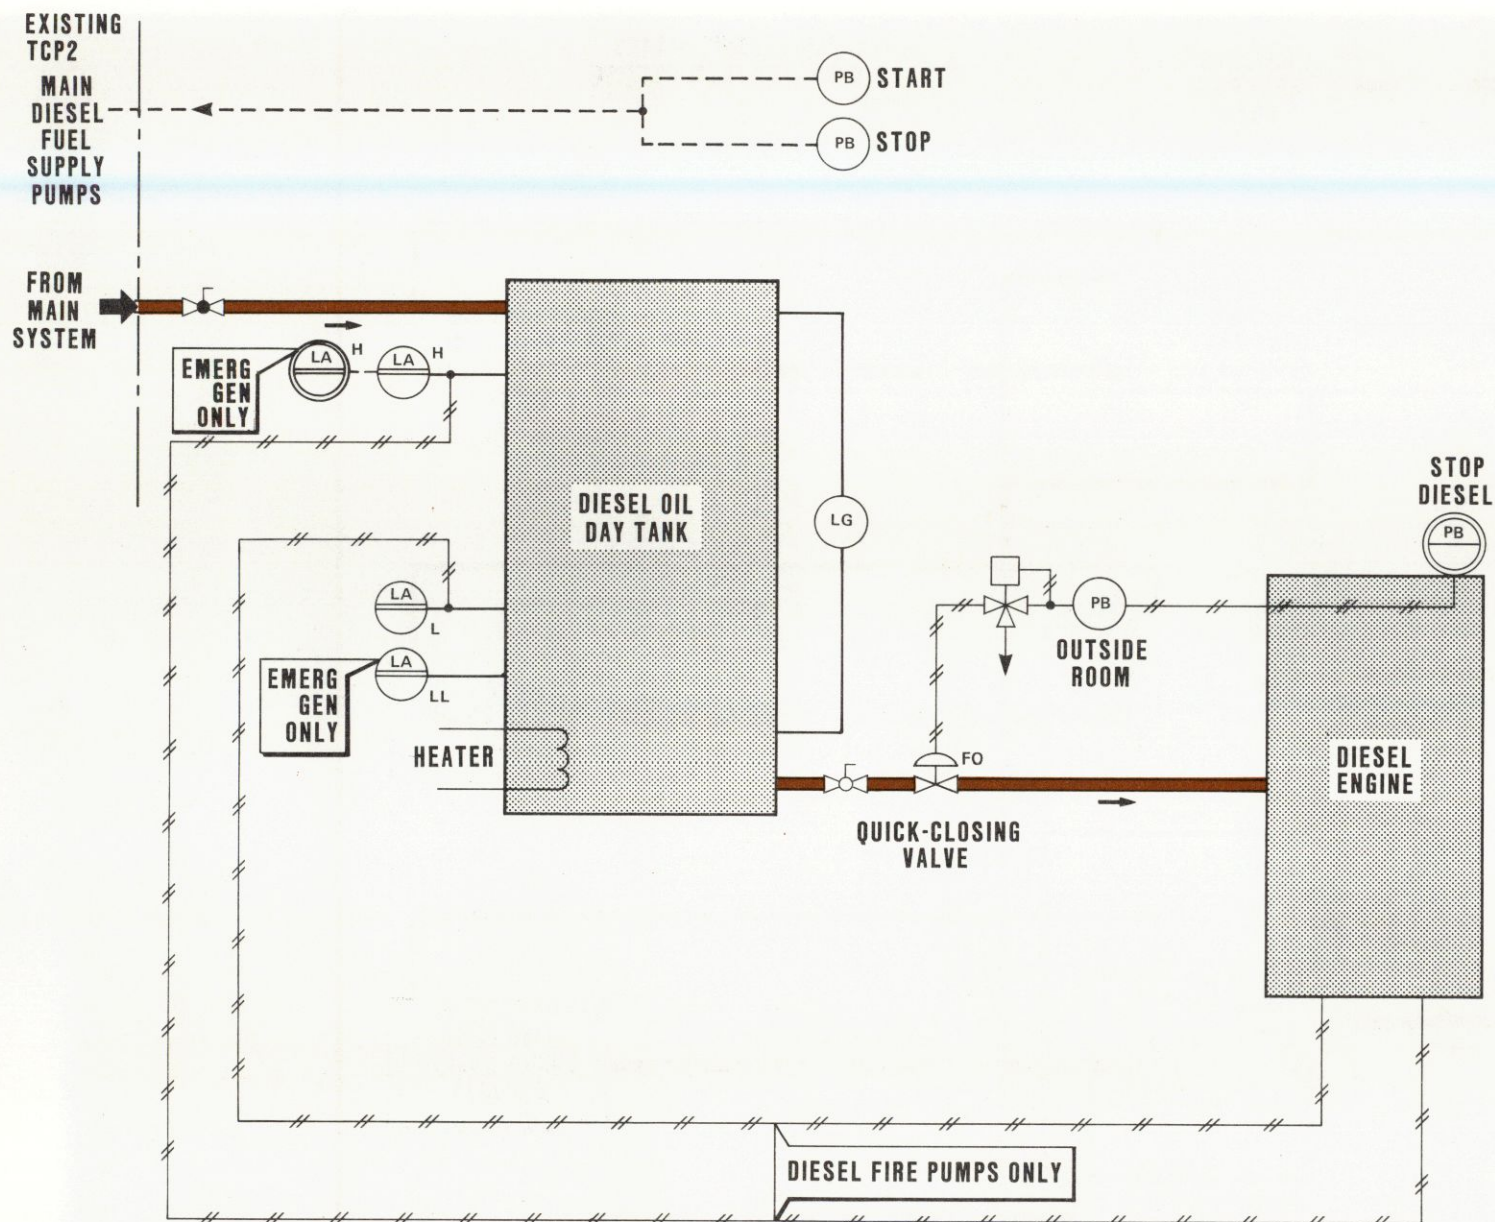 EXISTING
TCP2
MAIN
DIESEL
FUEL
SUPPLY
PUMPS
PB START
PB STOP
FROM
MAIN
SYSTEM
EMERG
GEN
ONLY
LA H
LA H
DIESEL OIL
DAY TANK
LG
LA
L
EMERG
GEN
ONLY
LA
LL
HEATER
STOP
DIESEL
PB
PB
OUTSIDE
ROOM
FO
QUICK-CLOSING
VALVE
DIESEL
ENGINE
DIESEL FIRE PUMPS ONLY